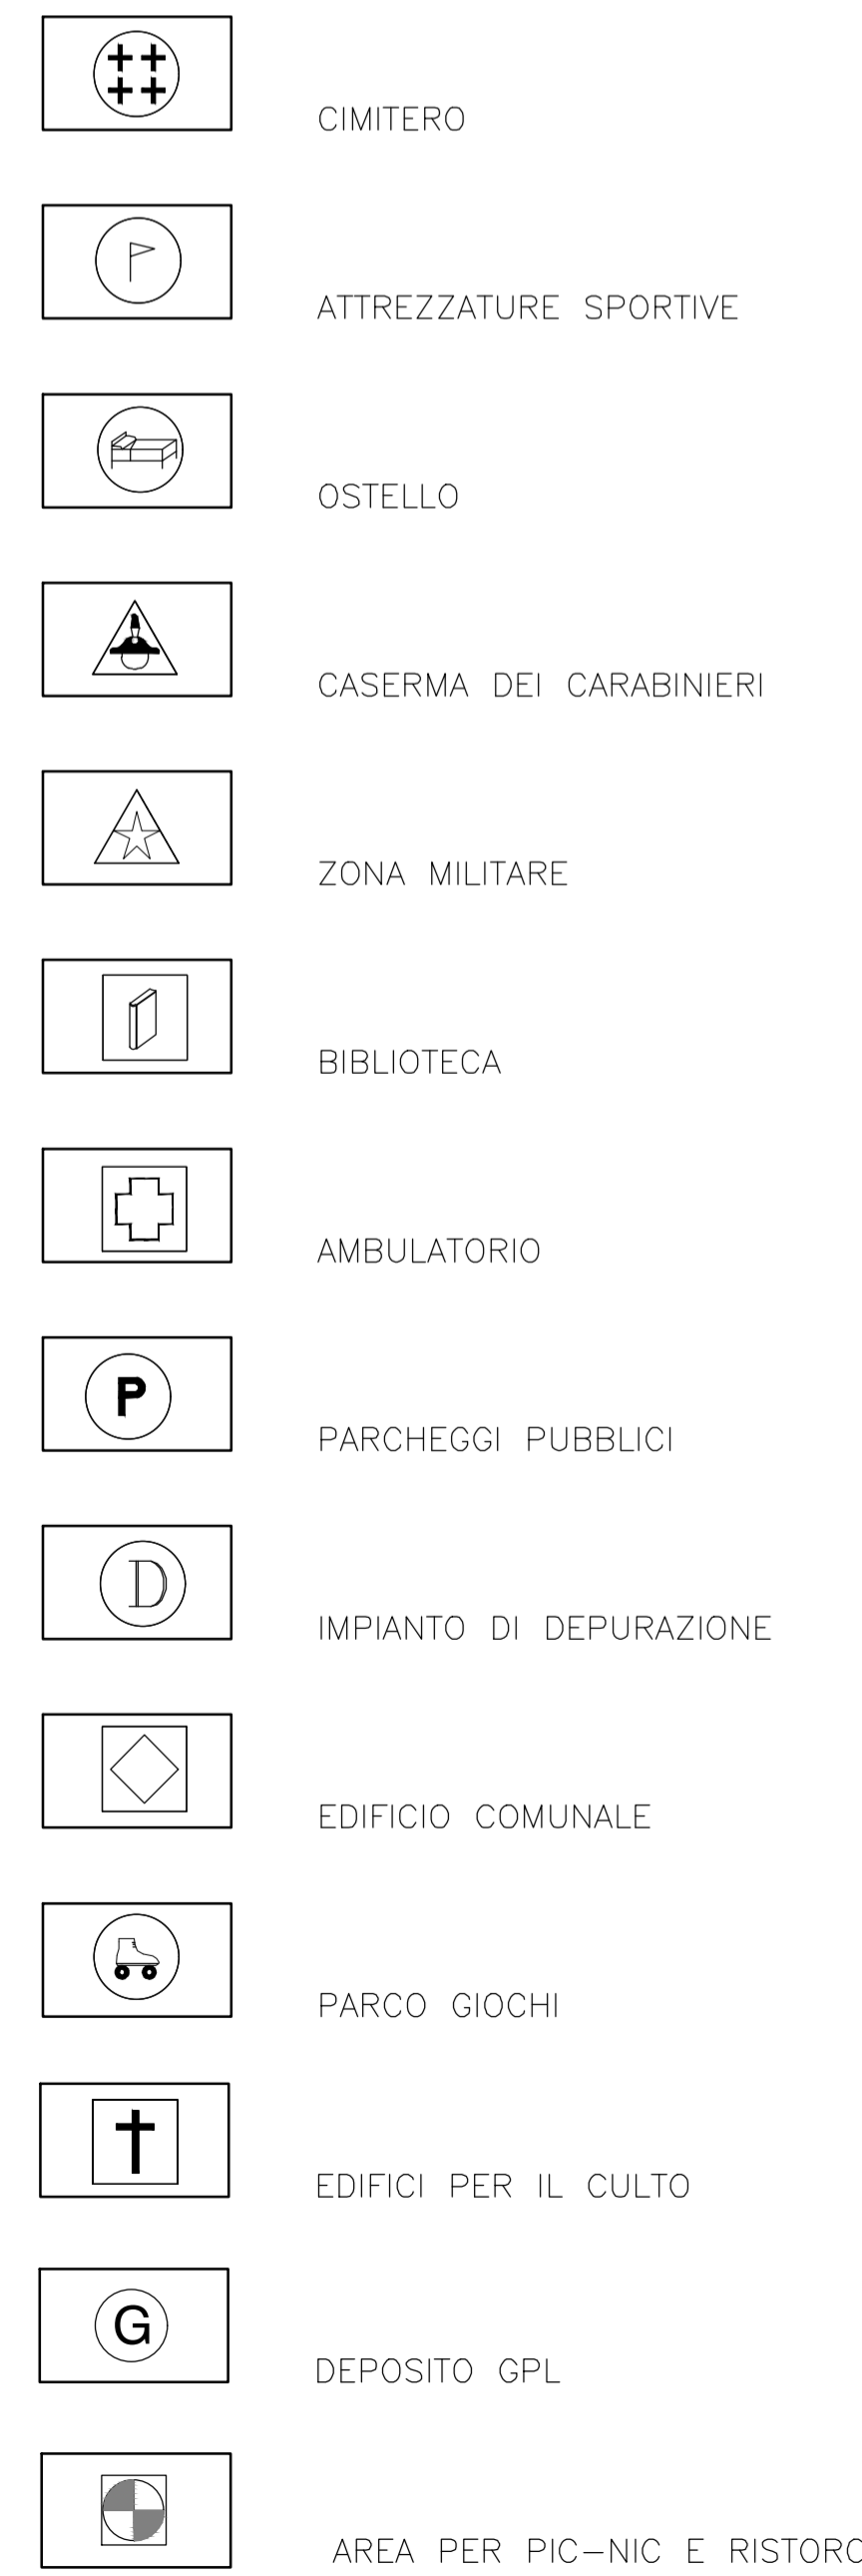 CIMITERO
ATTREZZATURE SPORTIVE
OSTELLO
CASERMA DEI CARABINIERI
ZONA MILITARE
BIBLIOTECA
AMBULATORIO
P
PARCHEGGI PUBBLICI
D
IMPIANTO DI DEPURAZIONE
EDIFICIO COMUNALE
PARCO GIOCHI
EDIFICI PER IL CULTO
G
DEPOSITO GPL
AREA PER PIC-NIC E RISTORO